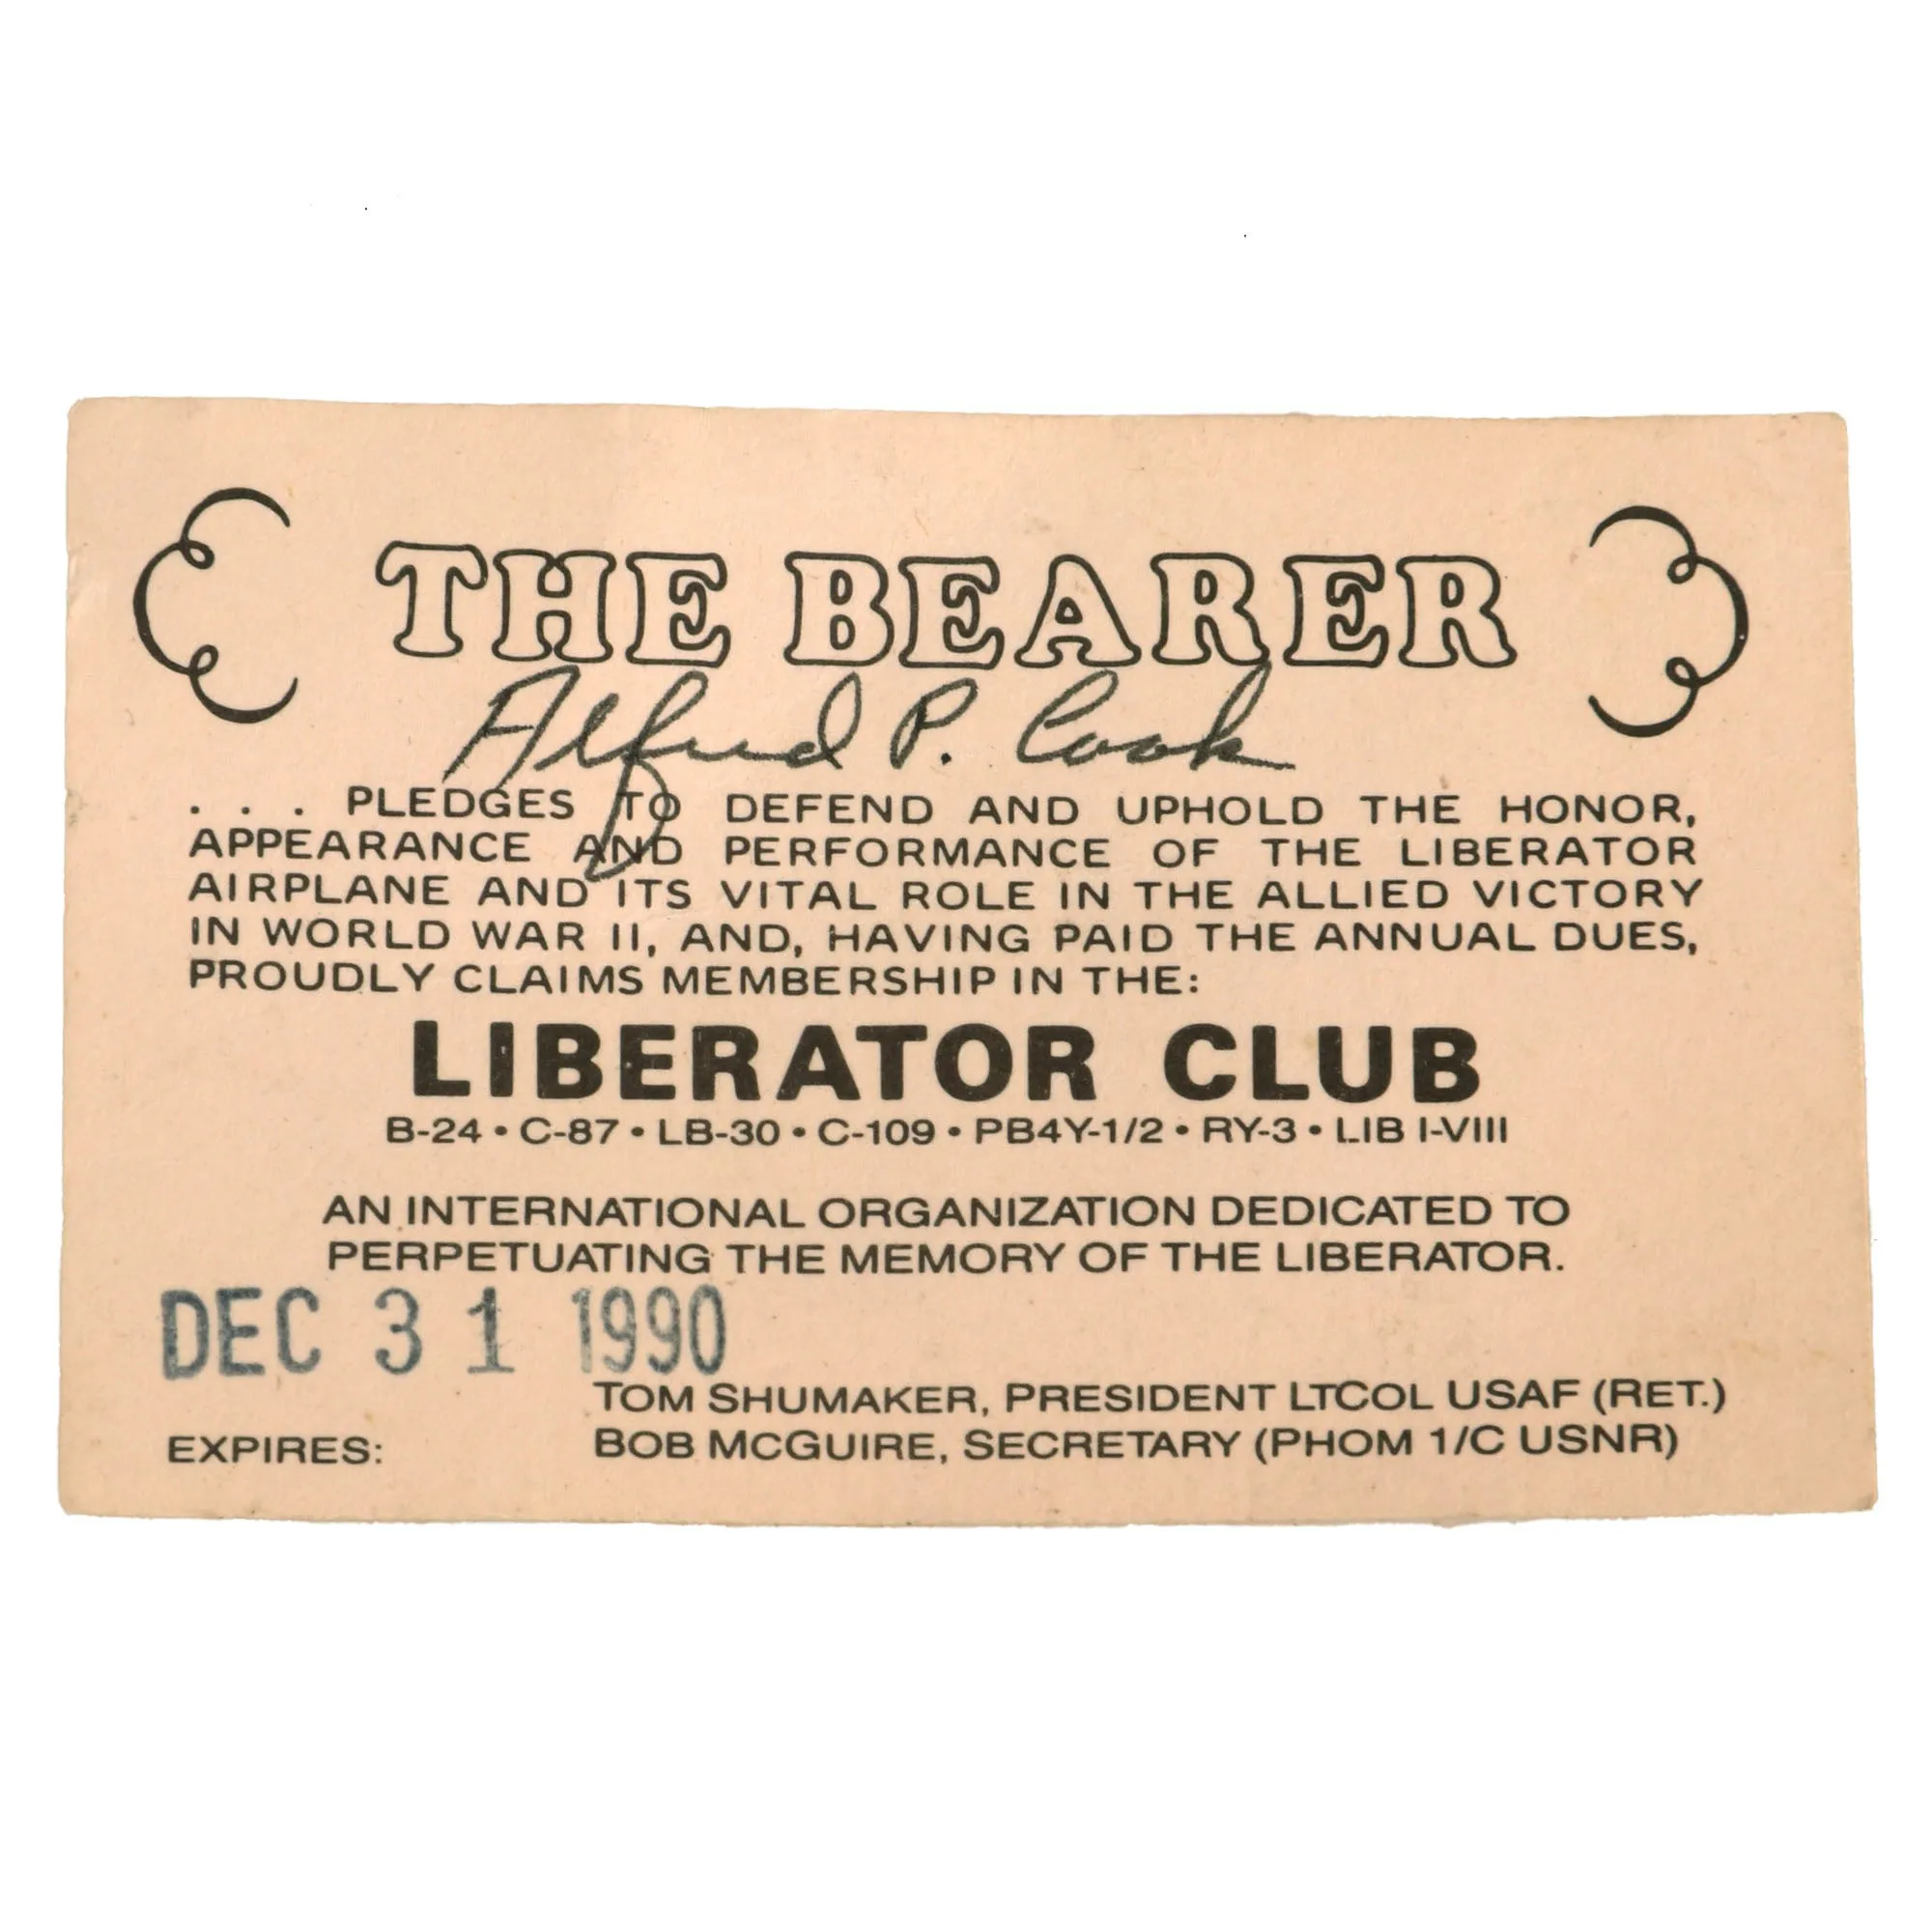 THE BEARER
Alfred P. Cook
. . . PLEDGES TO DEFEND AND UPHOLD THE HONOR,
APPEARANCE AND PERFORMANCE OF THE LIBERATOR
AIRPLANE AND ITS VITAL ROLE IN THE ALLIED VICTORY
IN WORLD WAR II, AND, HAVING PAID THE ANNUAL DUES,
PROUDLY CLAIMS MEMBERSHIP IN THE:
LIBERATOR CLUB
B-24 • C-87 • LB-30 • C-109 • PB4Y-1/2 • RY-3 • LIB I-VIII
AN INTERNATIONAL ORGANIZATION DEDICATED TO
PERPETUATING THE MEMORY OF THE LIBERATOR.
DEC 31 1990
TOM SHUMAKER, PRESIDENT LTCOL USAF (RET.)
EXPIRES: BOB MCGUIRE, SECRETARY (PHOM 1/C USNR)